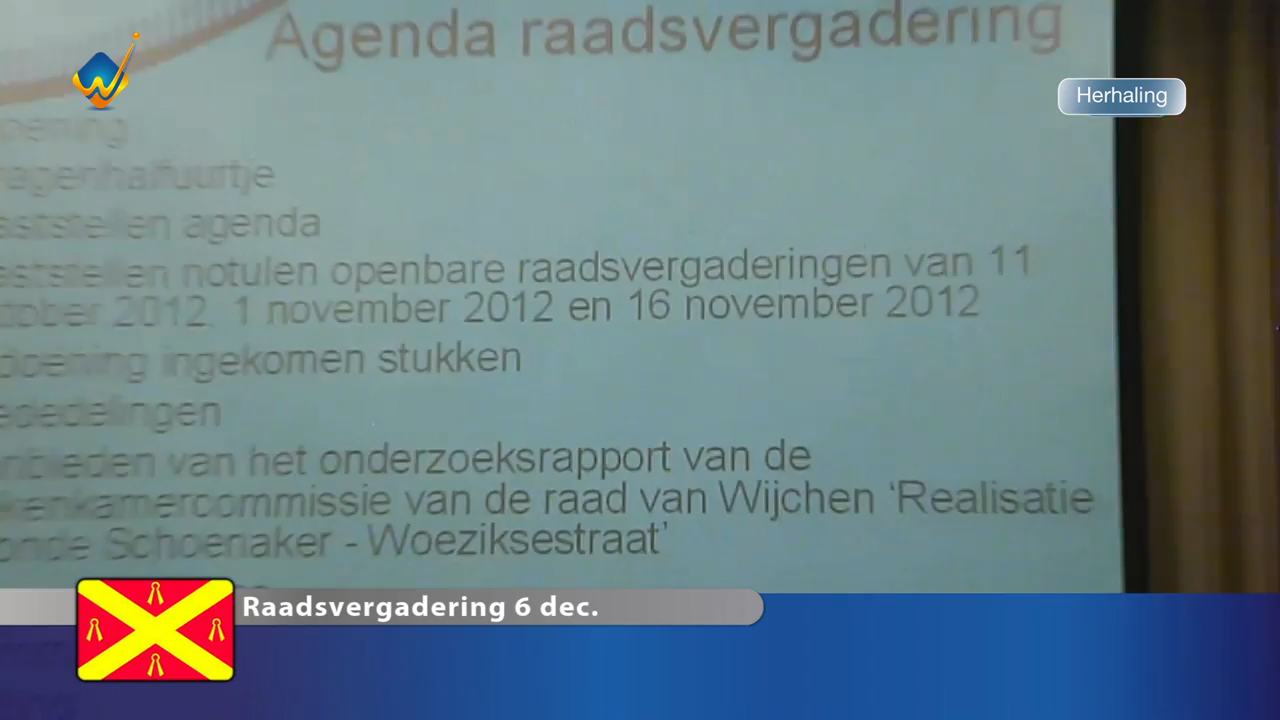 Agenda raadsvergadering
Herhaling
agenda
notulen openbare raadsvergaderingen van 11
2012, 1 november 2012 en 16 november 2012
ingekomen stukken
van het onderzoeksrapport van de
van de raad van Wijchen ‘Realisatie
Schoenaker - Woeziksestraat’
Raadsvergadering 6 dec.